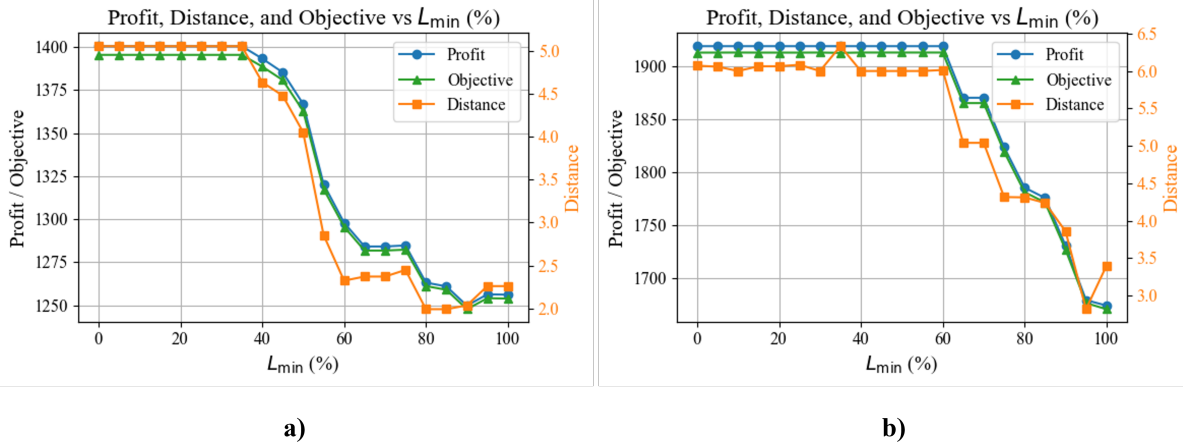 Profit, Distance, and Objective vs L_min (%)
1400
1375
1350
1325
1300
1275
1250
Profit / Objective
Profit
Objective
Distance
5.0
4.5
4.0
3.5
3.0
2.5
2.0
Distance
0 20 40 60 80 100
L_min (%)
a)
Profit, Distance, and Objective vs L_min (%)
1900
1850
1800
1750
1700
Profit / Objective
Profit
Objective
Distance
6.5
6.0
5.5
5.0
4.5
4.0
3.5
3.0
Distance
0 20 40 60 80 100
L_min (%)
b)